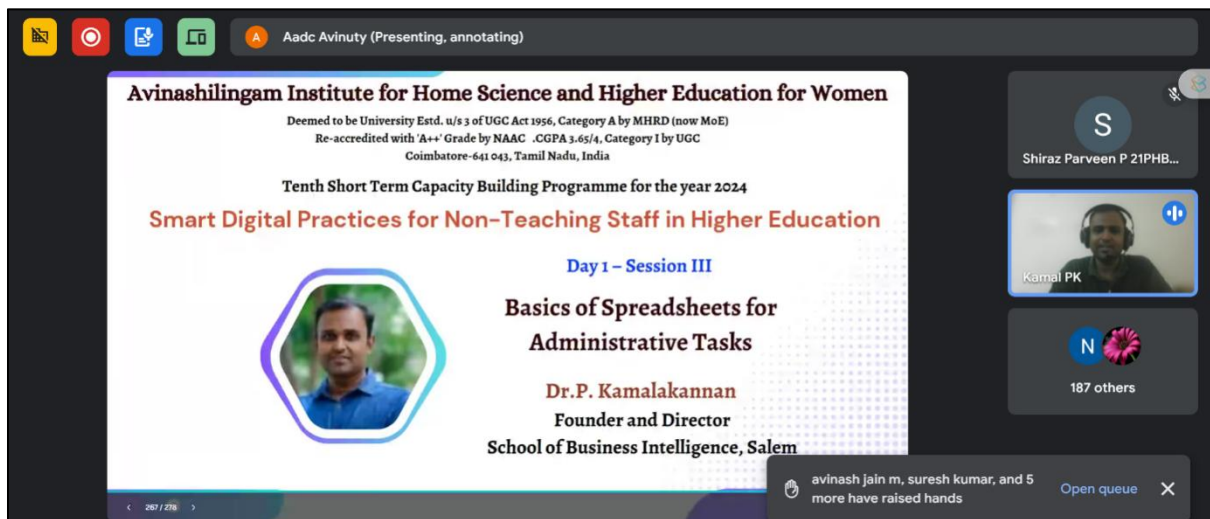 A
Aadc Avinuty (Presenting, annotating)
Avinashilingam Institute for Home Science and Higher Education for Women
Deemed to be University Estd. u/s 3 of UGC Act 1956, Category A by MHRD (now MoE)
Re-accredited with 'A++' Grade by NAAC .CGPA 3.65/4, Category I by UGC
Coimbatore-641 043, Tamil Nadu, India
Tenth Short Term Capacity Building Programme for the year 2024
Smart Digital Practices for Non-Teaching Staff in Higher Education
Day 1 – Session III
Basics of Spreadsheets for
Administrative Tasks
Dr.P. Kamalakannan
Founder and Director
School of Business Intelligence, Salem
267 / 278
S
Shiraz Parveen P 21PHB...
Kamal PK
N
187 others
avinash jain m, suresh kumar, and 5
more have raised hands
Open queue